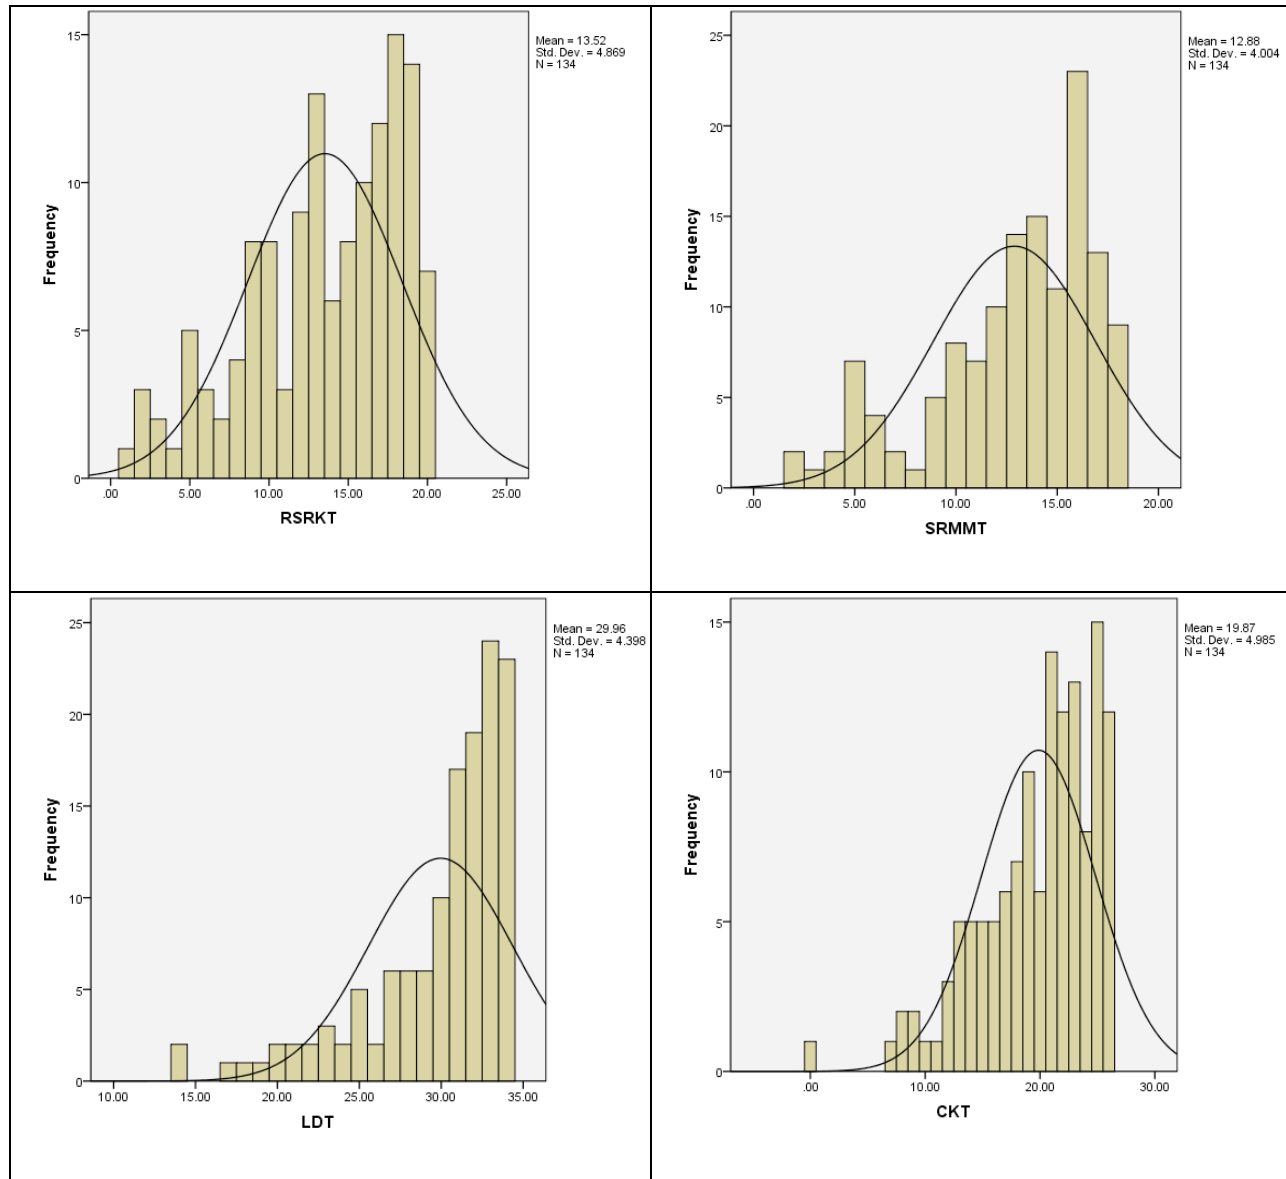 Mean = 13.52
Std. Dev. = 4.869
N = 134
Frequency
15
10
5
0
.00
5.00
10.00
15.00
20.00
25.00
RSRKT
Mean = 12.88
Std. Dev. = 4.004
N = 134
Frequency
25
20
15
10
5
0
.00
5.00
10.00
15.00
20.00
SRMMT
Mean = 29.96
Std. Dev. = 4.398
N = 134
Frequency
25
20
15
10
5
0
10.00
15.00
20.00
25.00
30.00
35.00
LDT
Mean = 19.87
Std. Dev. = 4.985
N = 134
Frequency
15
10
5
0
.00
10.00
20.00
30.00
CKT